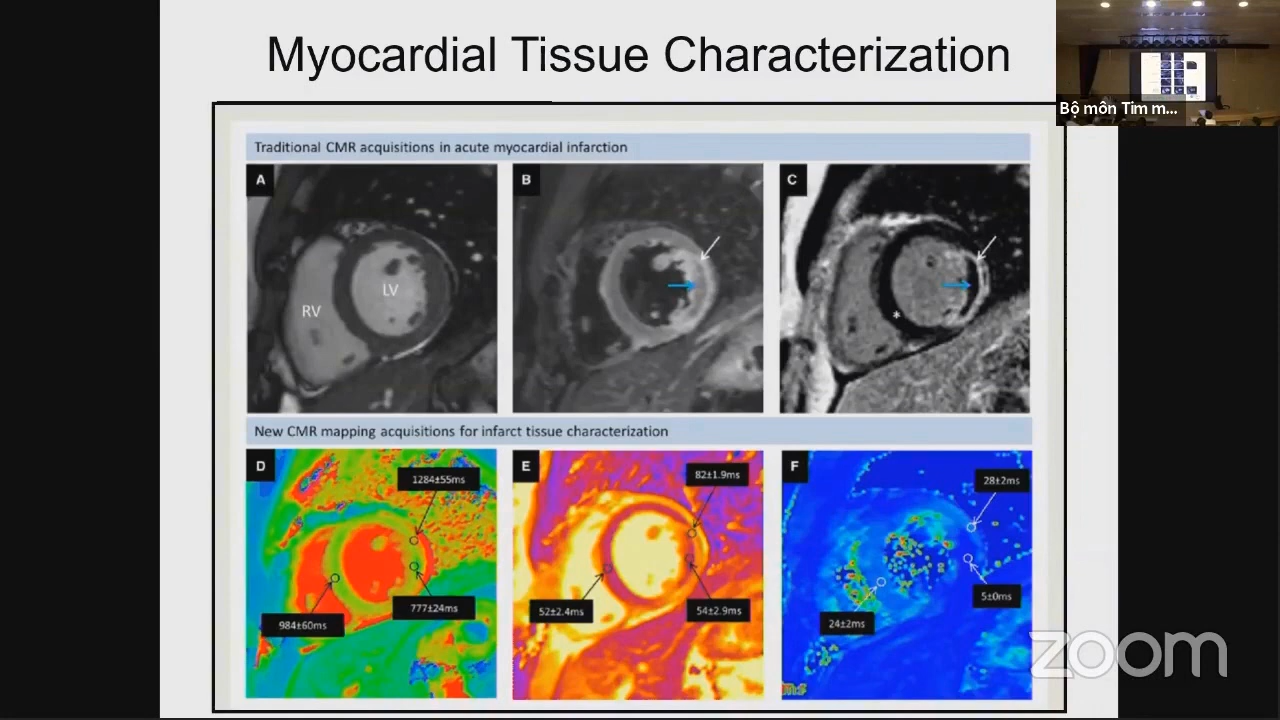 Myocardial Tissue Characterization
Bộ môn Tim m...
Traditional CMR acquisitions in acute myocardial infarction
A
B
C
LV
RV
*
New CMR mapping acquisitions for infarct tissue characterization
D
E
F
1284±55ms
984±60ms
777±24ms
82±1.9ms
52±2.4ms
54±2.9ms
28±2ms
5±0ms
24±2ms
ms
zoom